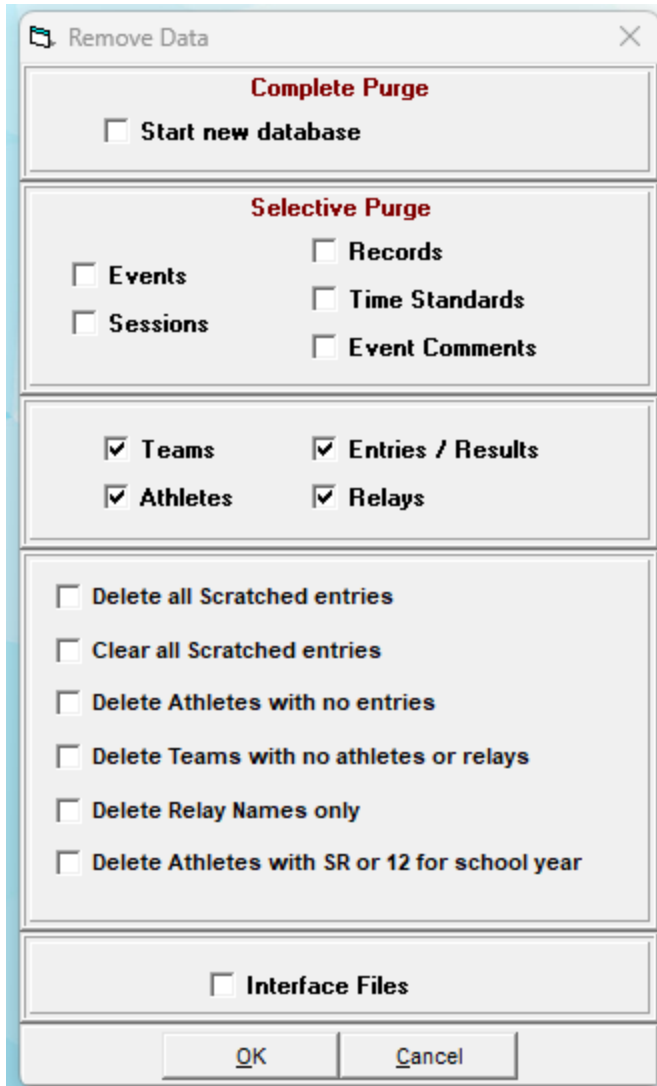 Remove Data
Complete Purge
Start new database
Selective Purge
Events
Sessions
Records
Time Standards
Event Comments
Teams
Athletes
Entries / Results
Relays
Delete all Scratched entries
Clear all Scratched entries
Delete Athletes with no entries
Delete Teams with no athletes or relays
Delete Relay Names only
Delete Athletes with SR or 12 for school year
Interface Files
OK
Cancel